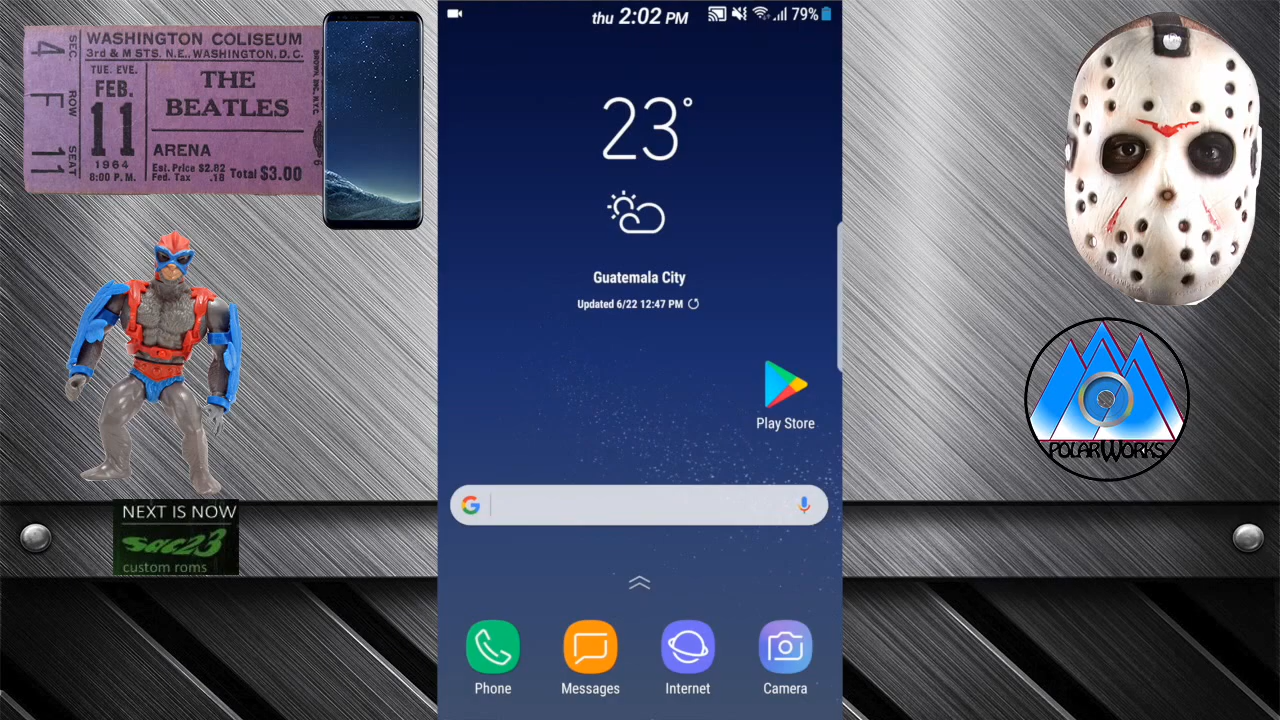 WASHINGTON COLISEUM
3rd & M STS. N.E., WASHINGTON, D.C.
SEC. 4
ROW F
SEAT 11
TUE. EVE.
FEB.
11
1964
8:00 P.M.
THE
BEATLES
ARENA
Est. Price $2.82
Fed. Tax .18
Total $3.00
NEXT IS NOW
sac23
custom roms
thu 2:02 PM
79%
23°
Guatemala City
Updated 6/22 12:47 PM
Play Store
G
Phone
Messages
Internet
Camera
POLARWORKS